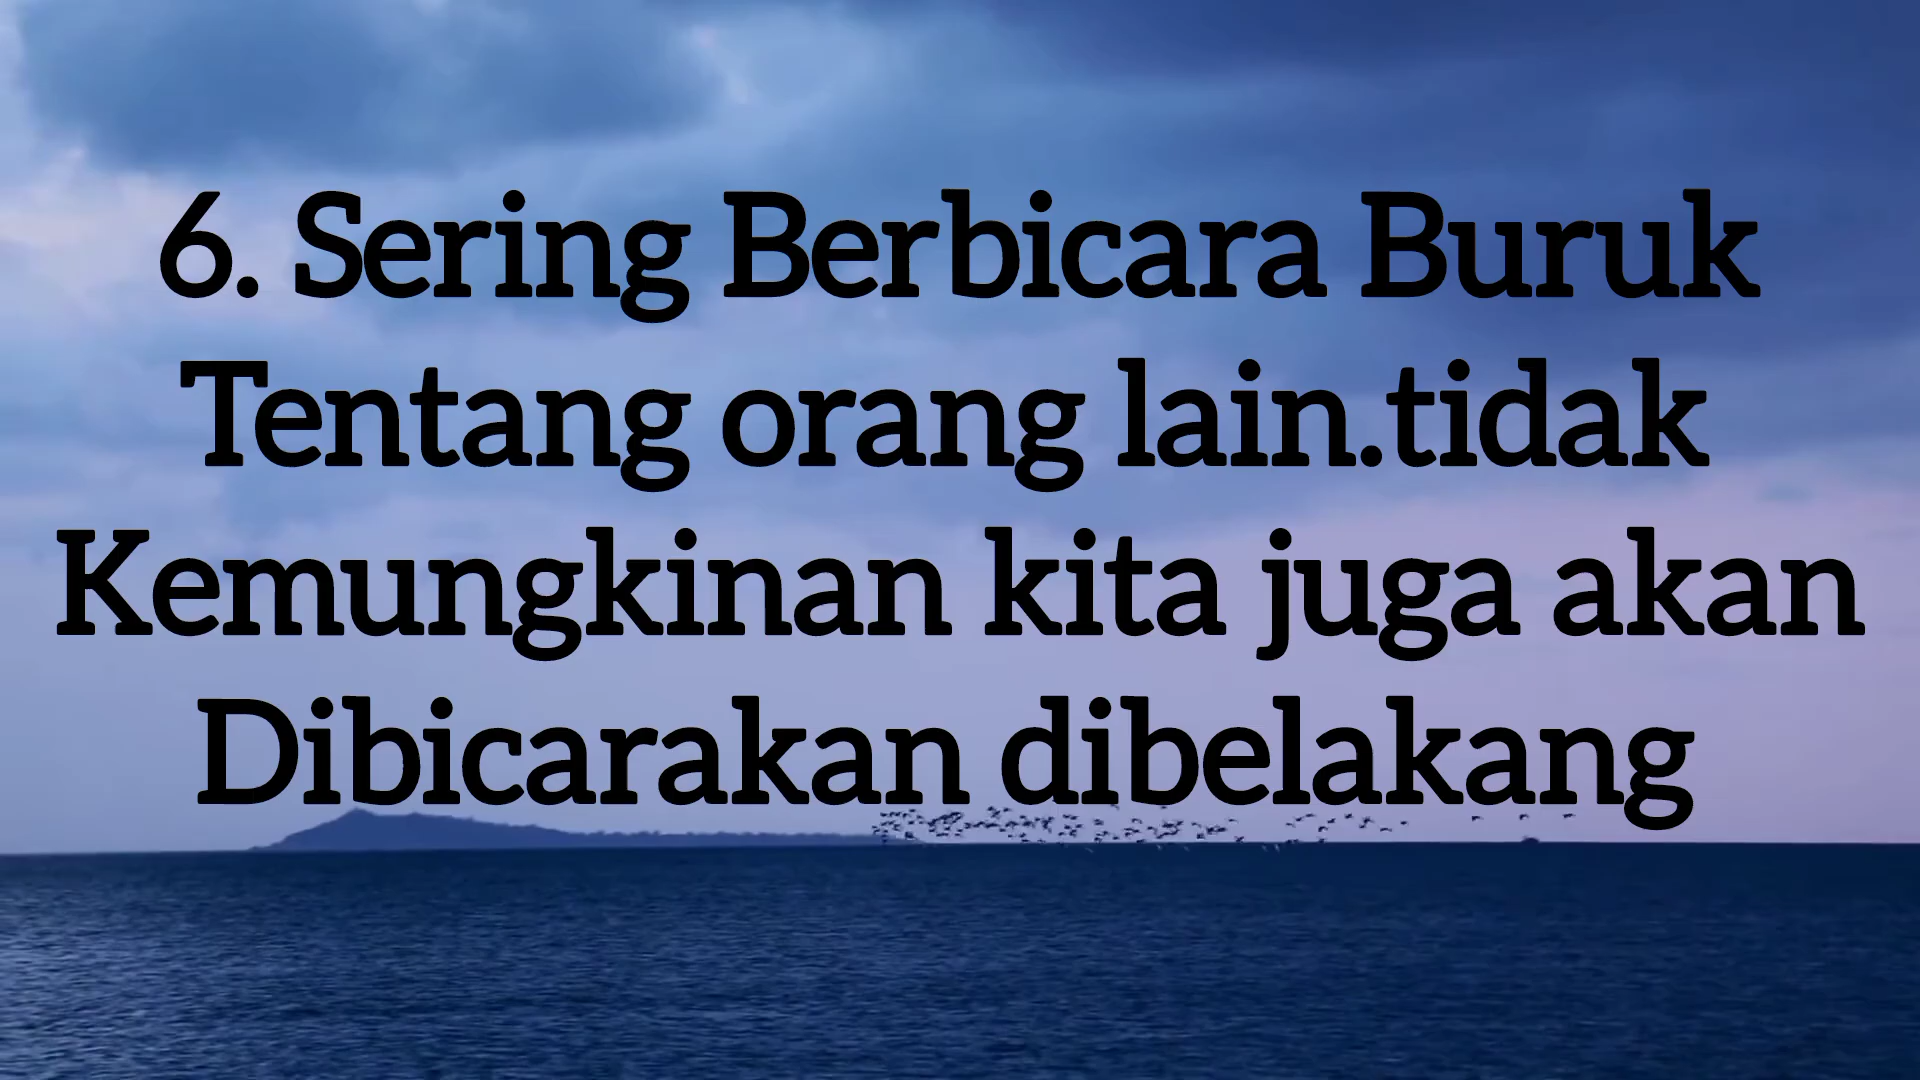 6. Sering Berbicara Buruk
Tentang orang lain.tidak
Kemungkinan kita juga akan
Dibicarakan dibelakang